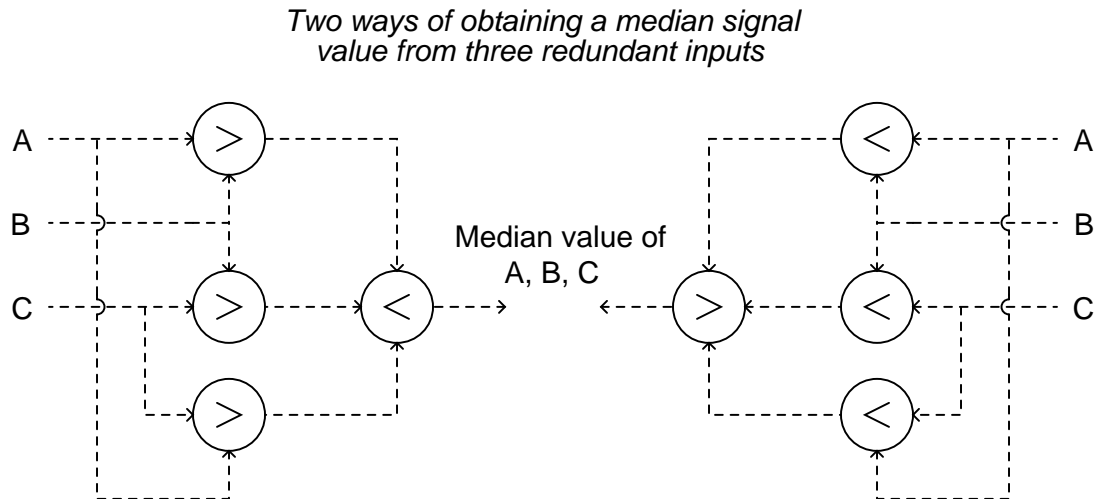 Two ways of obtaining a median signal
value from three redundant inputs
A > < A
B B
Median value of
A, B, C
C > < > < C
> <